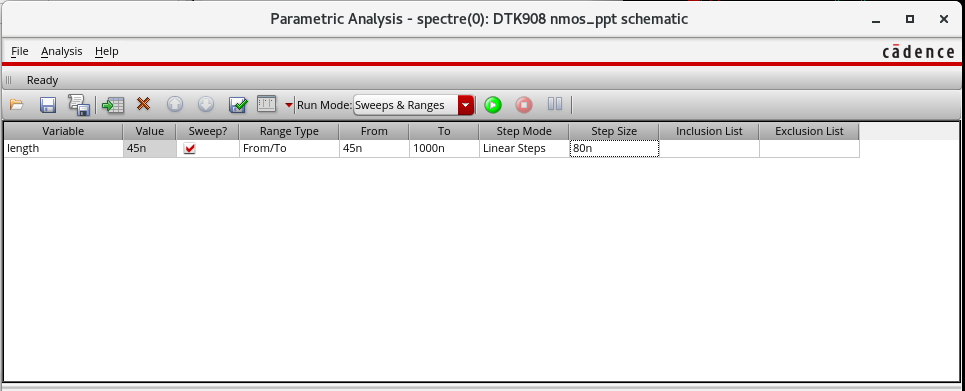 Parametric Analysis - spectre(0): DTK908 nmos_ppt schematic
File Analysis Help
cādence
Ready
Run Mode: Sweeps & Ranges
Variable Value Sweep? Range Type From To Step Mode Step Size Inclusion List Exclusion List
length 45n From/To 45n 1000n Linear Steps 80n